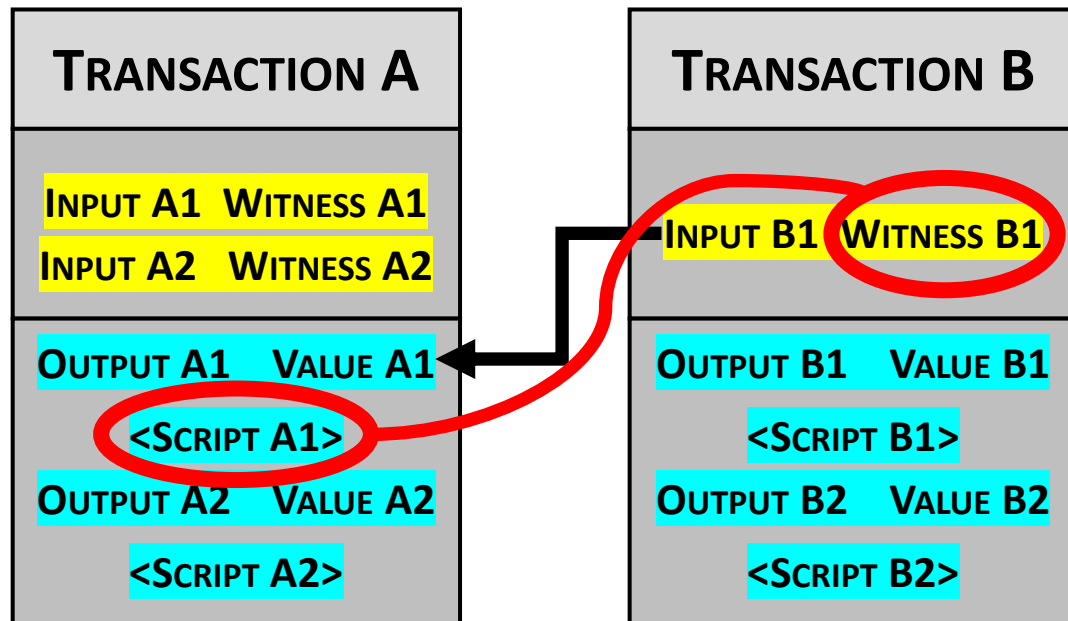 TRANSACTION A
INPUT A1 WITNESS A1
INPUT A2 WITNESS A2
OUTPUT A1 VALUE A1
<SCRIPT A1>
OUTPUT A2 VALUE A2
<SCRIPT A2>
TRANSACTION B
INPUT B1 WITNESS B1
OUTPUT B1 VALUE B1
<SCRIPT B1>
OUTPUT B2 VALUE B2
<SCRIPT B2>